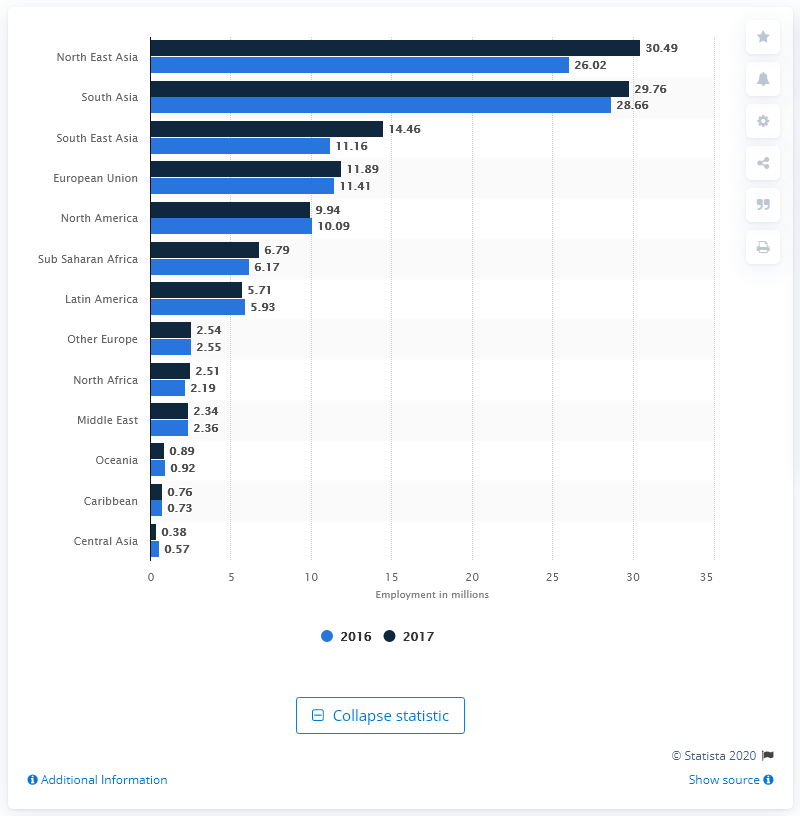 North East Asia 30.49
26.02
South Asia 29.76
28.66
South East Asia 14.46
11.16
European Union 11.89
11.41
North America 9.94
10.09
Sub Saharan Africa 6.79
6.17
Latin America 5.71
5.93
Other Europe 2.54
2.55
North Africa 2.51
2.19
Middle East 2.34
2.36
Oceania 0.89
0.92
Caribbean 0.76
0.73
Central Asia 0.38
0.57
0 5 10 15 20 25 30 35
Employment in millions
2016 2017
Collapse statistic
© Statista 2020
Additional Information Show source